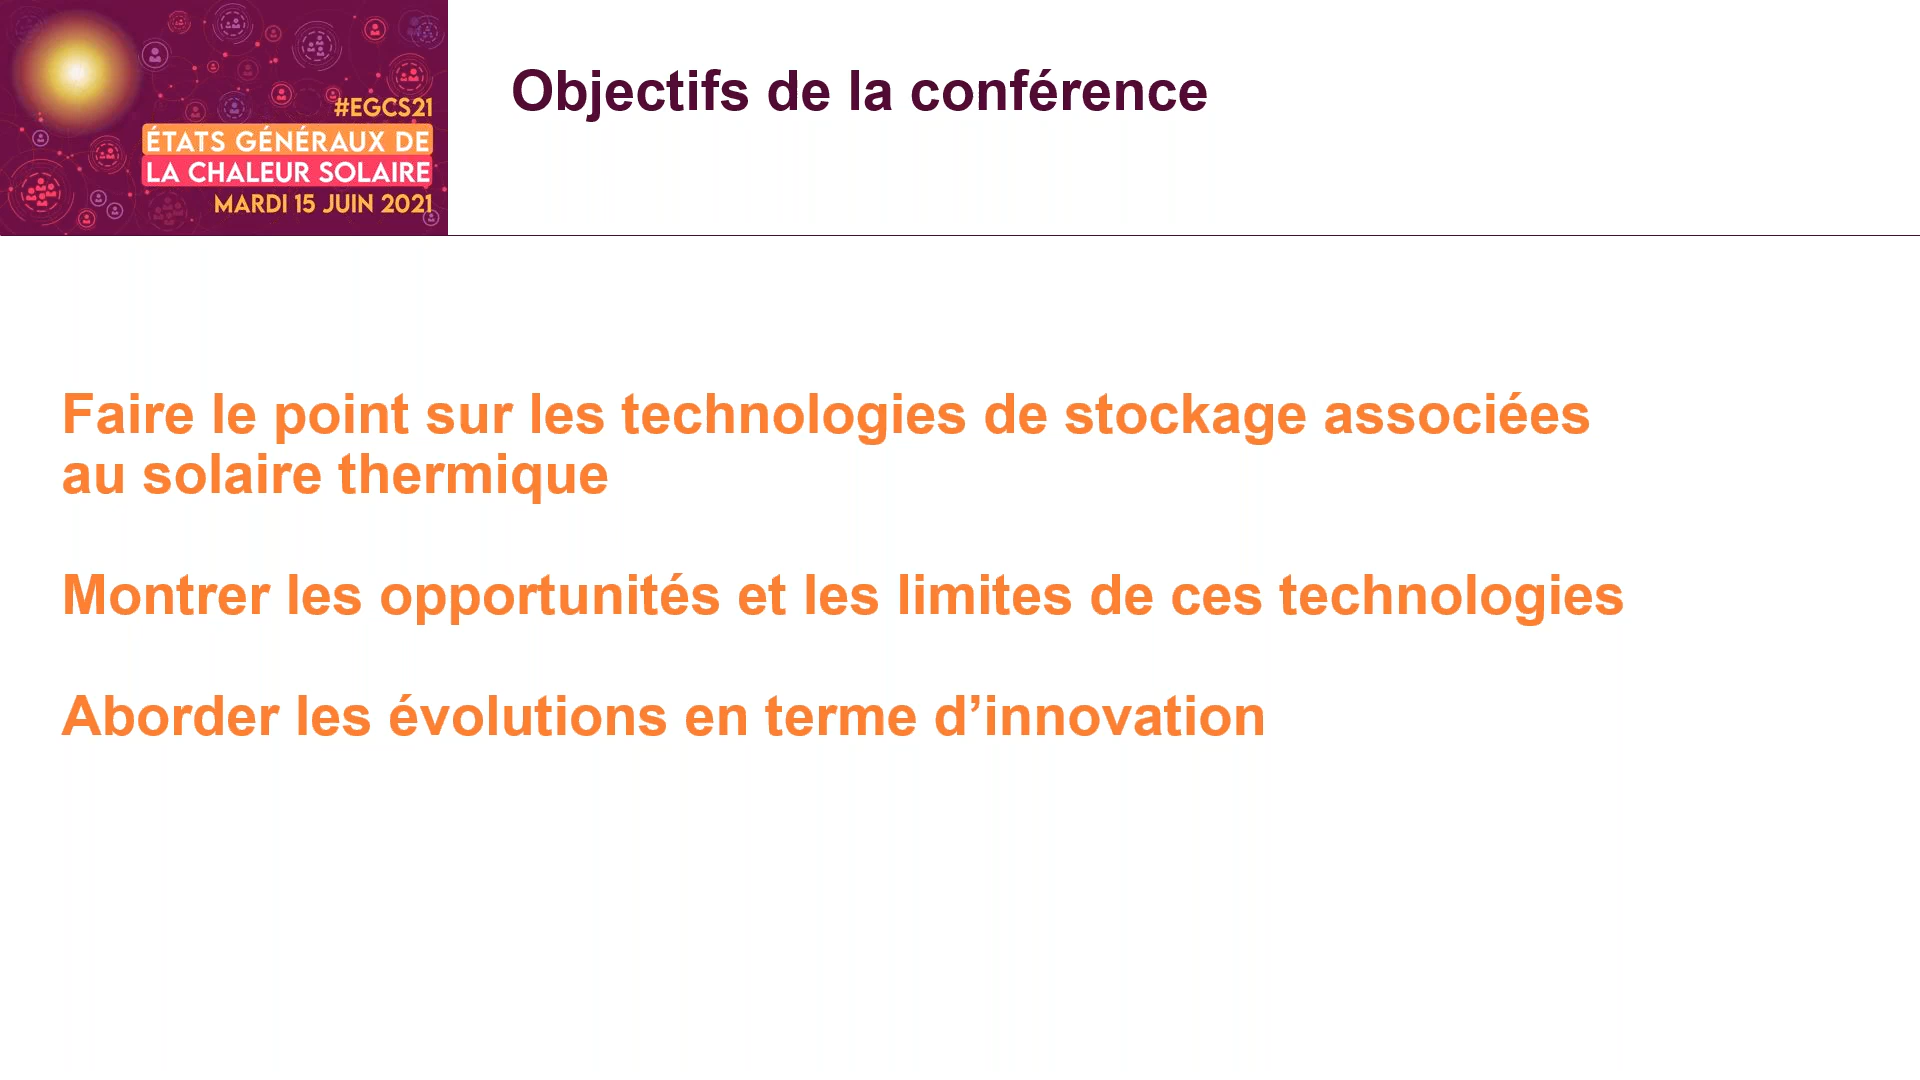 #EGCS21
ÉTATS GÉNÉRAUX DE
LA CHALEUR SOLAIRE
MARDI 15 JUIN 2021
Objectifs de la conférence
Faire le point sur les technologies de stockage associées
au solaire thermique
Montrer les opportunités et les limites de ces technologies
Aborder les évolutions en terme d’innovation